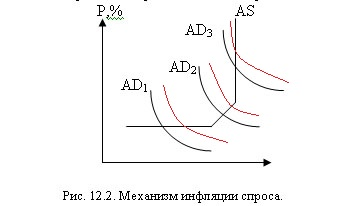 P,%
AS
AD3
AD2
AD1
Рис. 12.2. Механизм инфляции спроса.